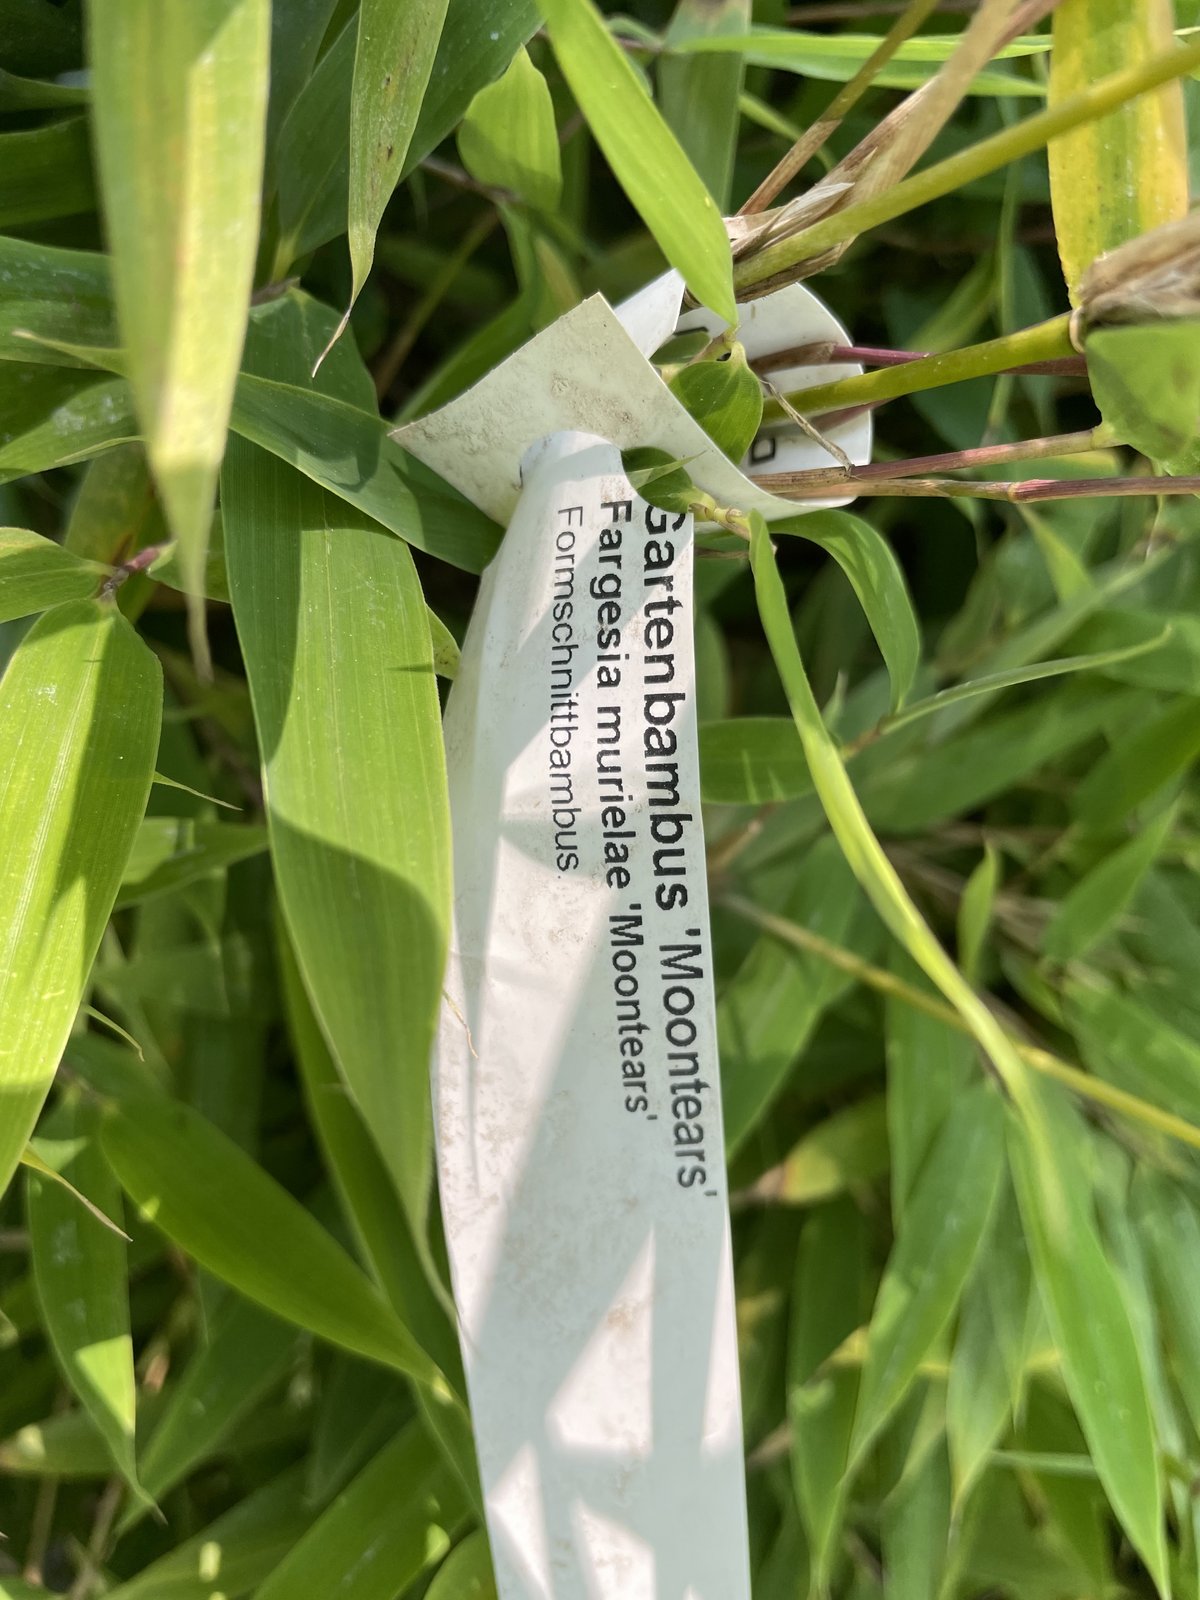 Gartenbambus 'Moontears'
Fargesia murielae 'Moontears'
Formschnittbambus.